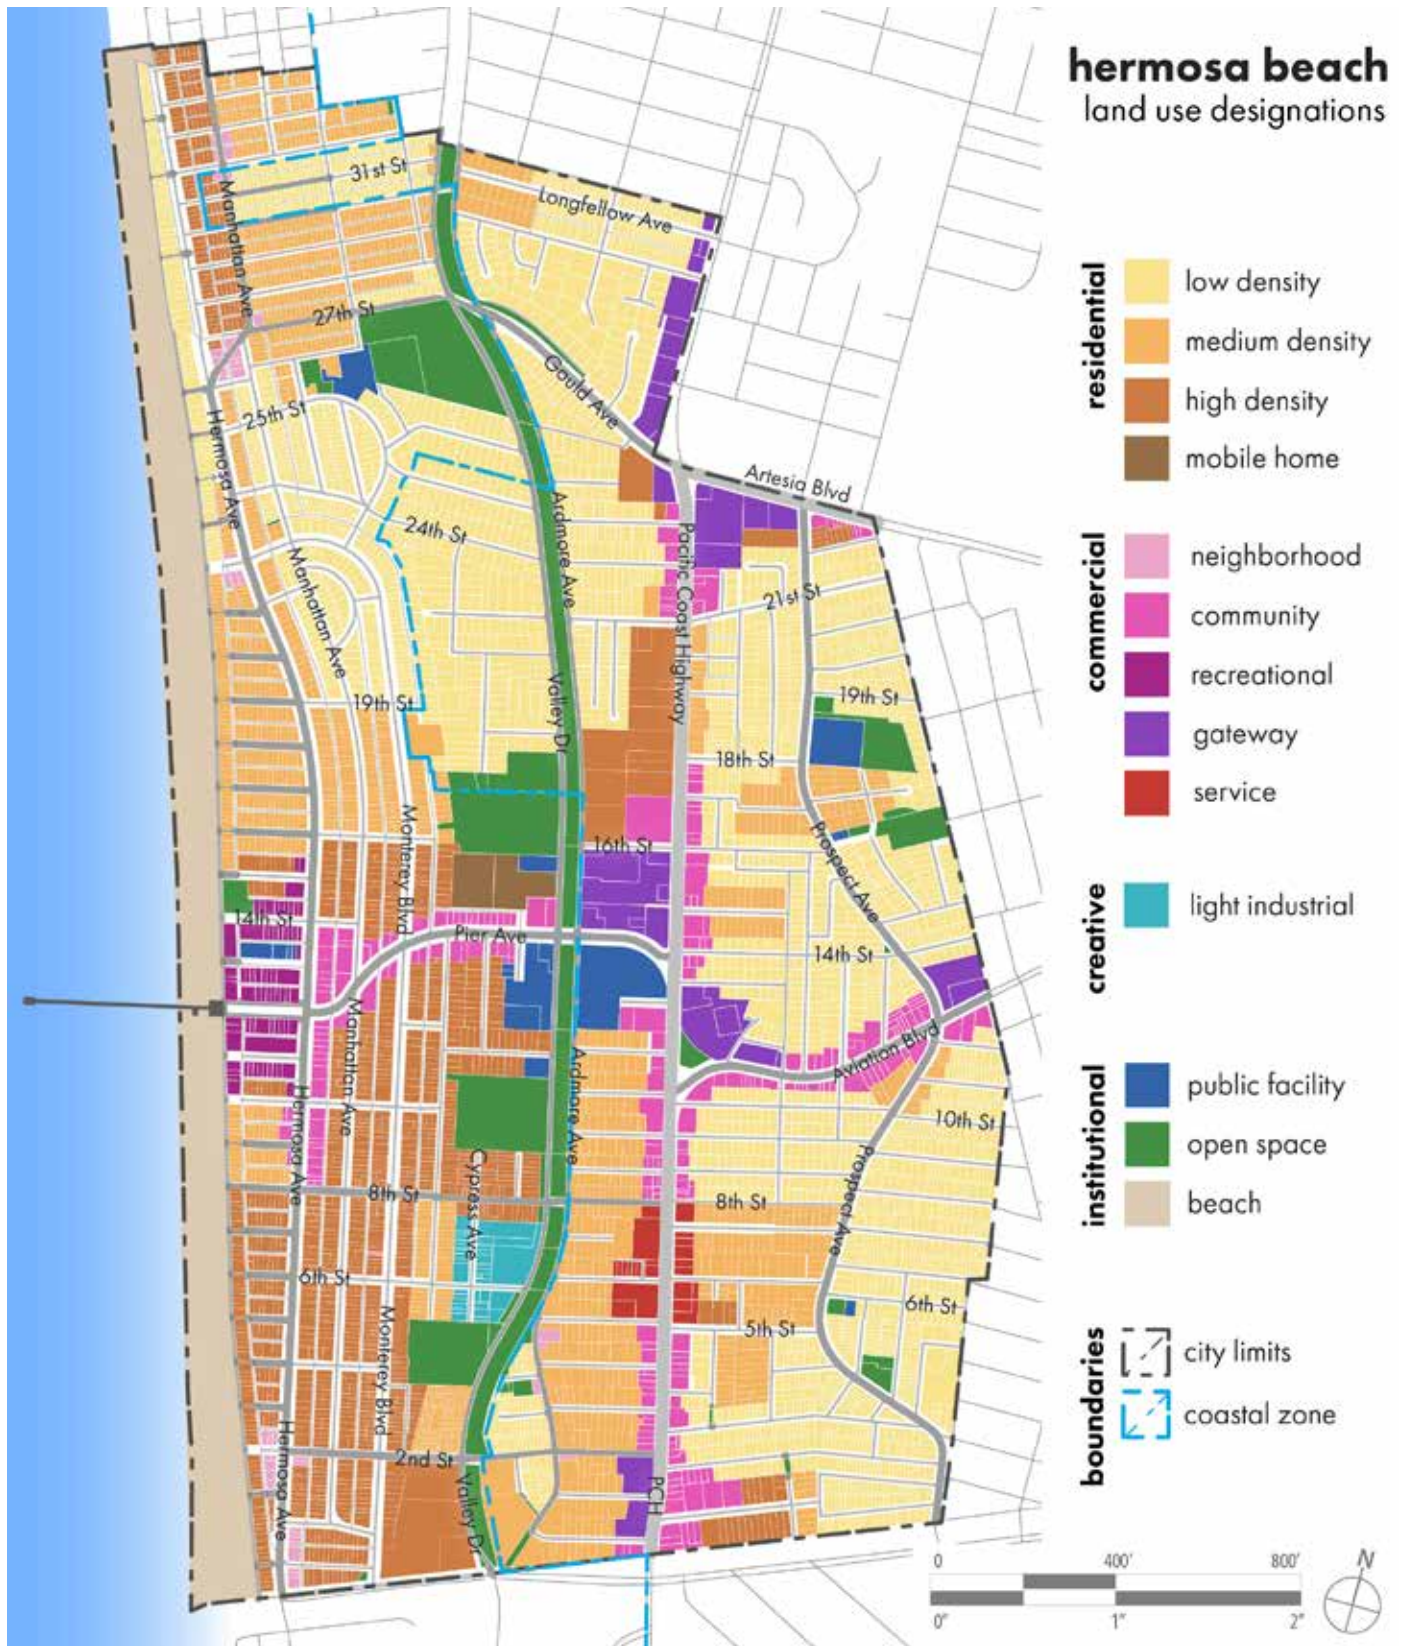 hermosa beach
land use designations
31st St
Longfellow Ave
Manhattan Ave
27th St
Gould Ave
25th St
Hermosa Ave
Artesia Blvd
24th St
Ardmore Ave
Pacific Coast Highway
Manhattan Ave
21st St
19th St
Valley Dr
19th St
18th St
Monterey Blvd
16th St
Prospect Ave
14th St
Pier Ave
14th St
Manhattan Ave
Aviation Blvd
Ardmore Ave
Hermosa Ave
10th St
Cypress Ave
Prospect Ave
8th St
8th St
6th St
6th St
Monterey Blvd
5th St
Hermosa Ave
2nd St
Valley Dr
PCH
residential
low density
medium density
high density
mobile home
commercial
neighborhood
community
recreational
gateway
service
creative
light industrial
institutional
public facility
open space
beach
boundaries
city limits
coastal zone
0 400' 800'
0" 1" 2"
N